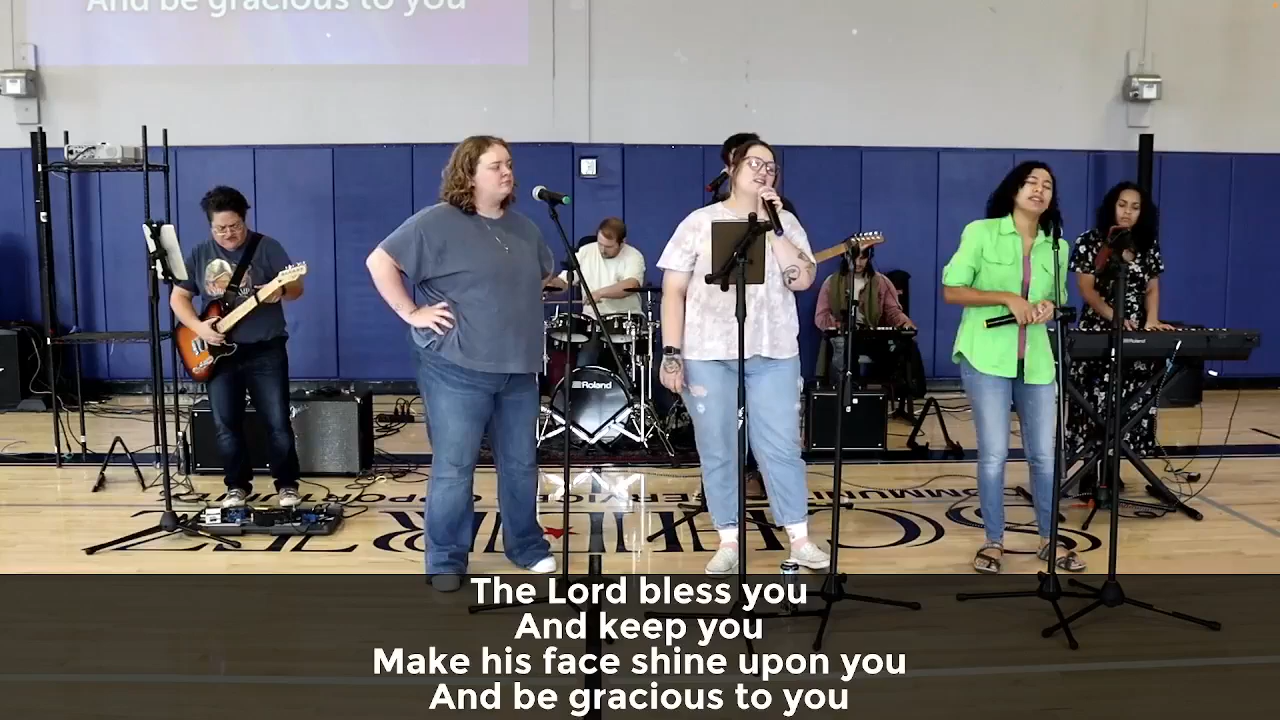 And be gracious to you
Roland
Roland
The Lord bless you
And keep you
Make his face shine upon you
And be gracious to you